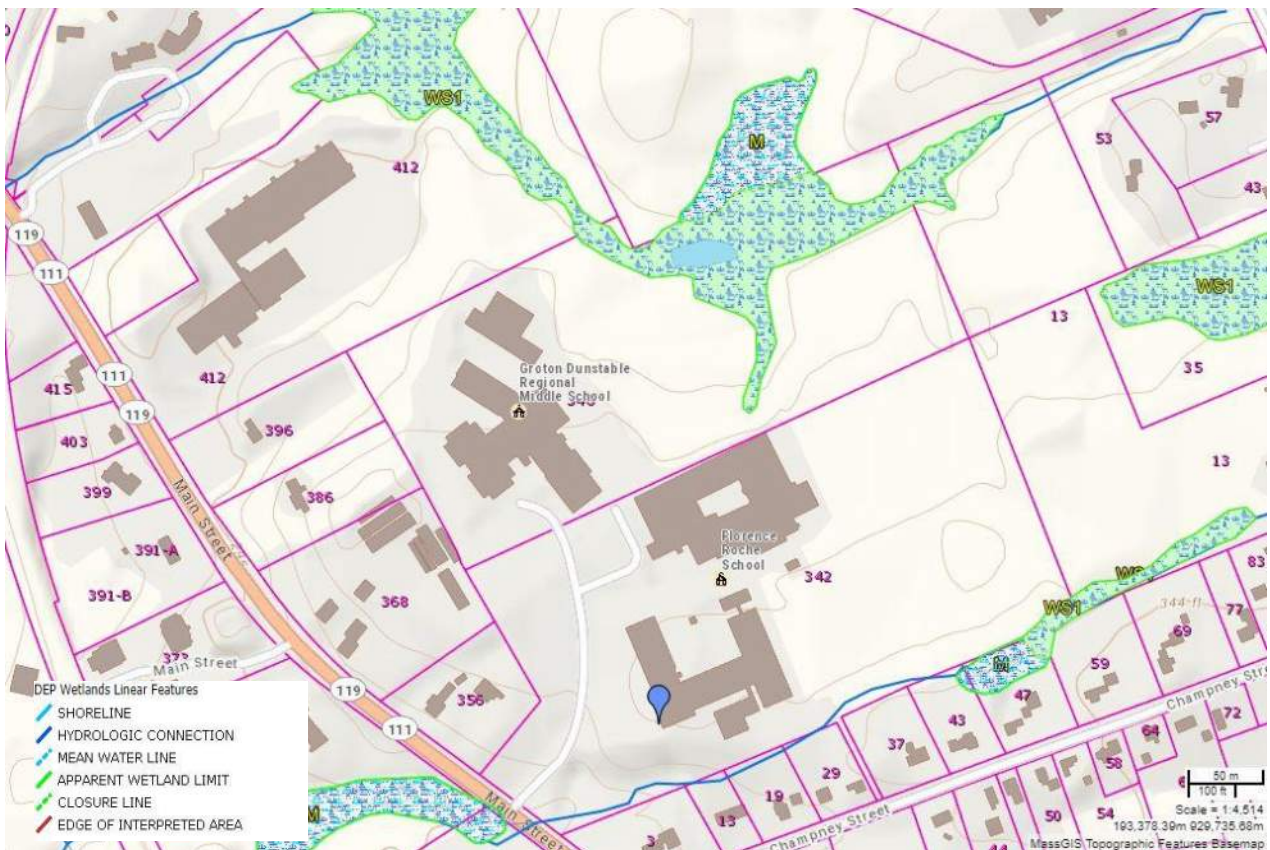 WS1
M
53
57
43
412
119
111
WS1
13
35
111
119
415
412
Groton Dunstable
Regional
Middle School
403
396
399
386
13
Main Street
391-A
391-B
368
Florence
Roche
School
342
WS1
83
344-ft
77
69
M
59
47
Main Street
119
356
111
43
37
Champney Stre
72
64
58
29
19
13
3
50
54
Champney Street
Main Street
M
DEP Wetlands Linear Features
SHORELINE
HYDROLOGIC CONNECTION
MEAN WATER LINE
APPARENT WETLAND LIMIT
CLOSURE LINE
EDGE OF INTERPRETED AREA
50 m
100 ft
Scale = 1:4,514
193,378.39m 929,735.68m
MassGIS Topographic Features Basemap